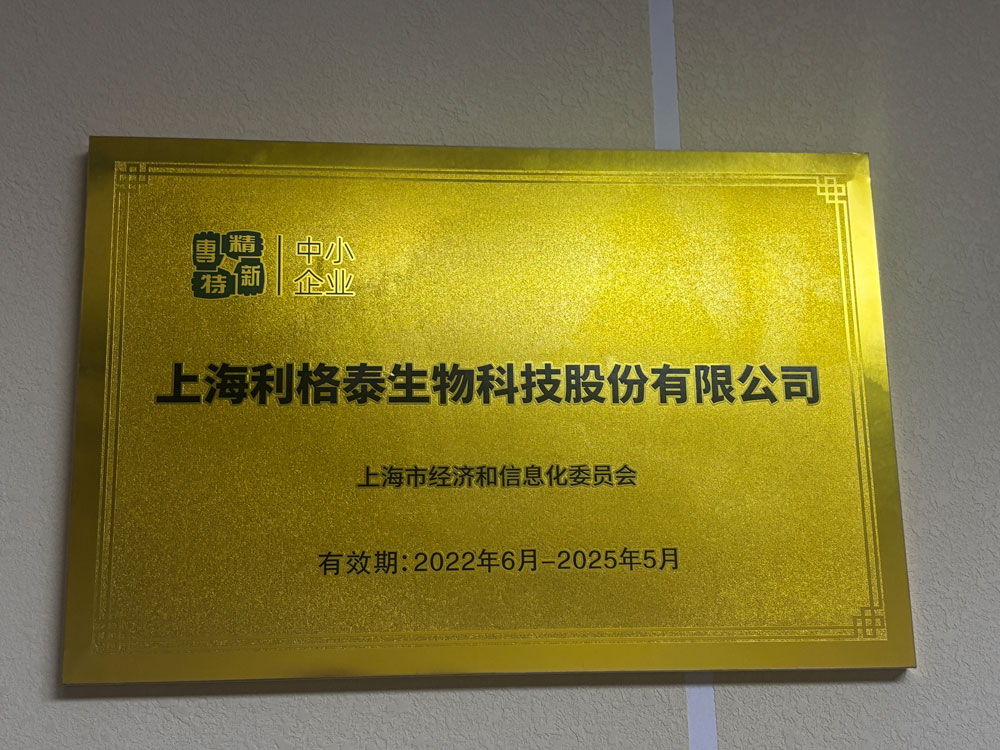 專精特新
中小
企业
上海利格泰生物科技股份有限公司
上海市经济和信息化委员会
有效期:2022年6月-2025年5月